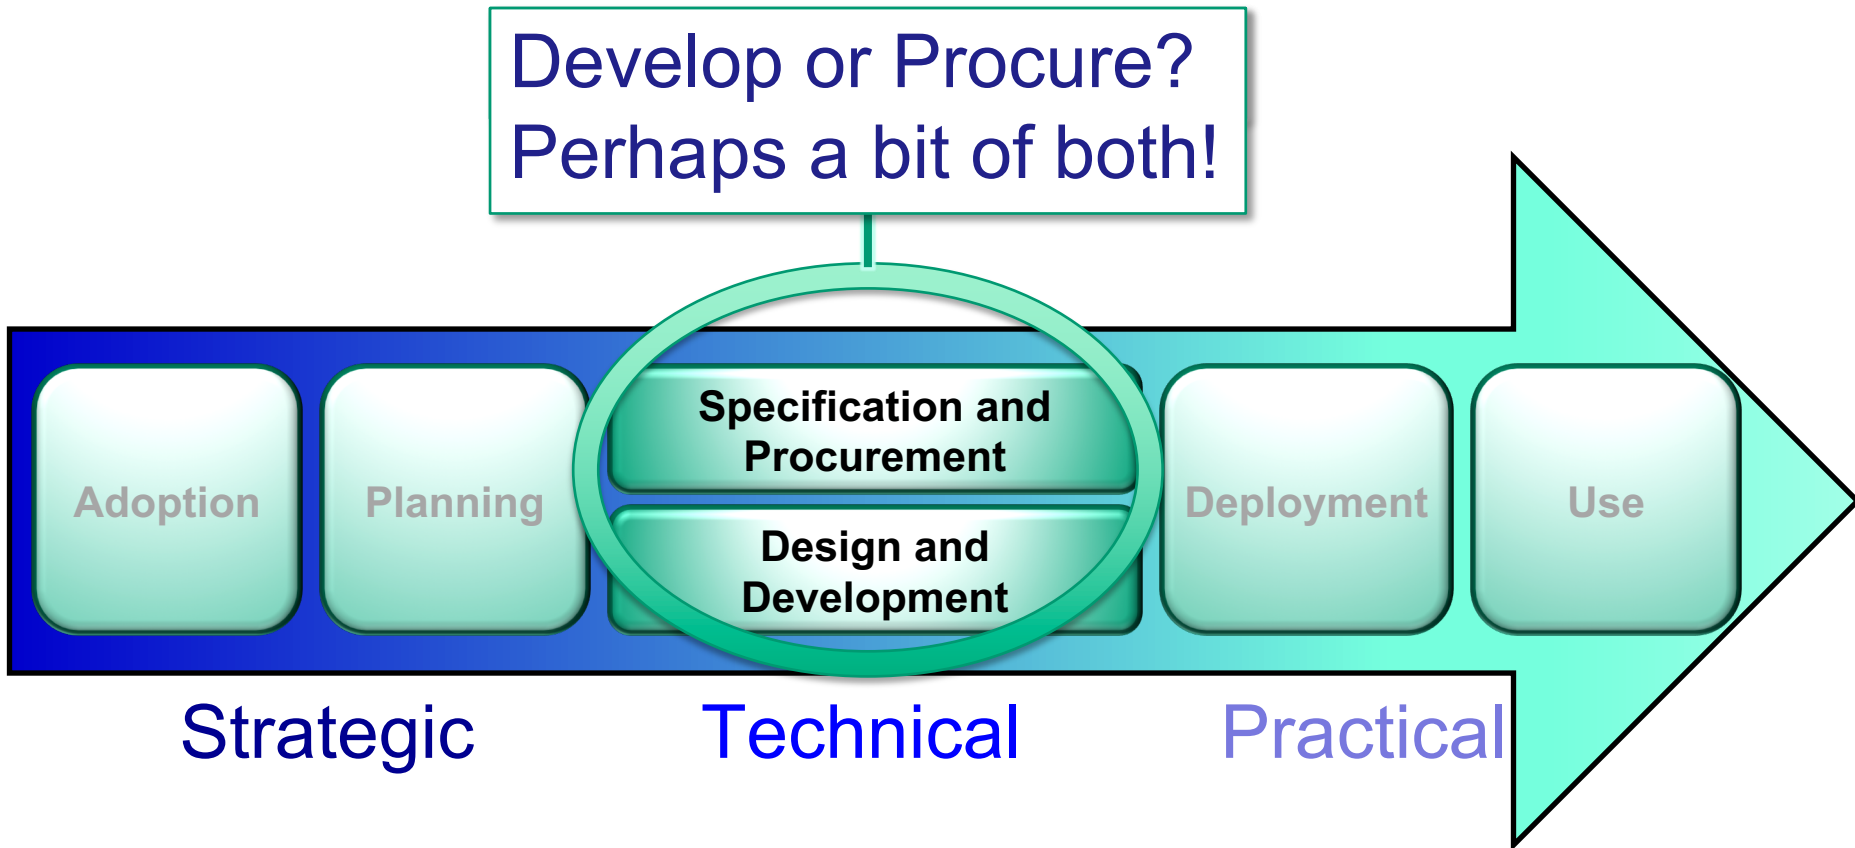 Develop or Procure?
Perhaps a bit of both!
Adoption
Planning
Specification and
Procurement
Design and
Development
Deployment
Use
Strategic
Technical
Practical